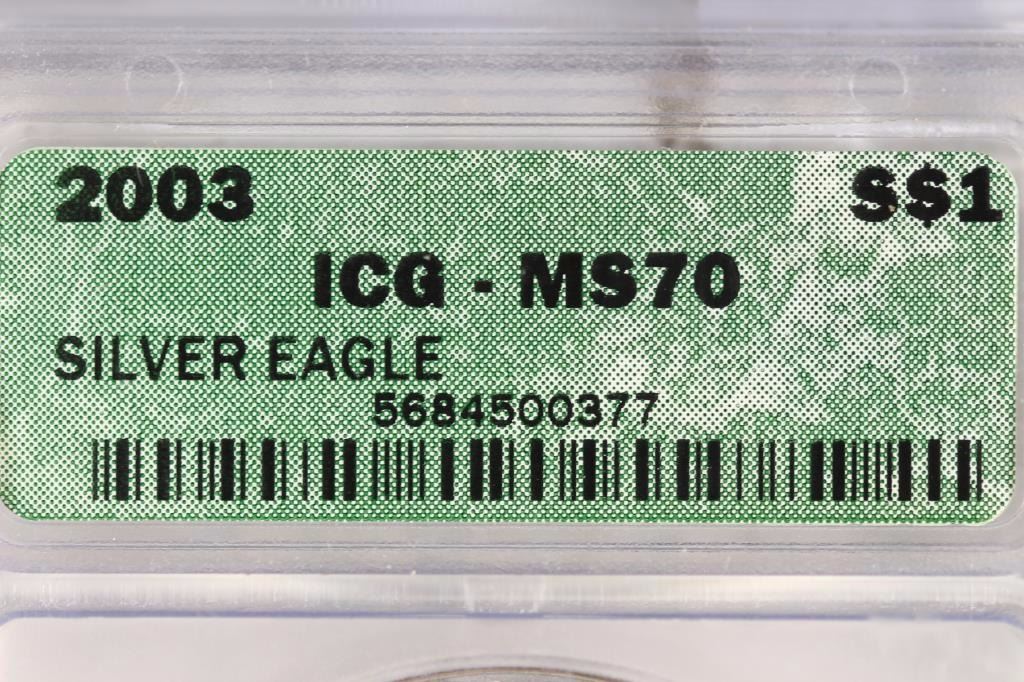 2003 S$1
ICG - MS70
SILVER EAGLE
5684500377